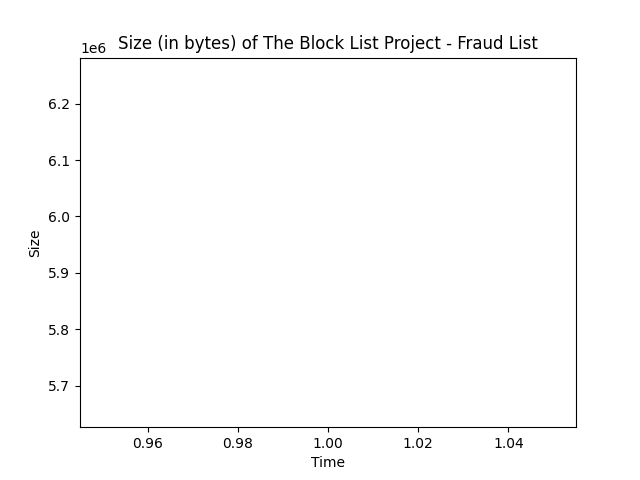 1e6
Size (in bytes) of The Block List Project - Fraud List
6.2
6.1
6.0
5.9
5.8
5.7
Size
0.96 0.98 1.00 1.02 1.04
Time